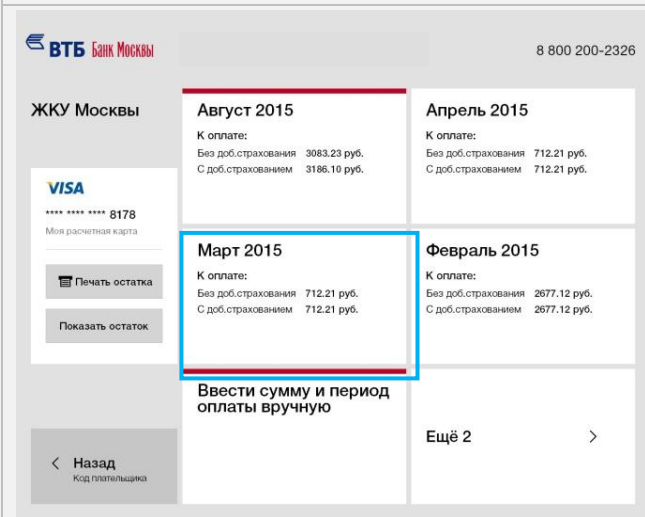 ВТБ Банк Москвы
8 800 200-2326
ЖКУ Москвы
VISA
**** **** **** 8178
Моя расчетная карта
Печать остатка
Показать остаток
Назад
Код плательщика
Август 2015
К оплате:
Без доб.страхования 3083.23 руб.
С доб.страхованием 3186.10 руб.
Апрель 2015
К оплате:
Без доб.страхования 712.21 руб.
С доб.страхованием 712.21 руб.
Март 2015
К оплате:
Без доб.страхования 712.21 руб.
С доб.страхованием 712.21 руб.
Февраль 2015
К оплате:
Без доб.страхования 2677.12 руб.
С доб.страхованием 2677.12 руб.
Ввести сумму и период
оплаты вручную
Ещё 2